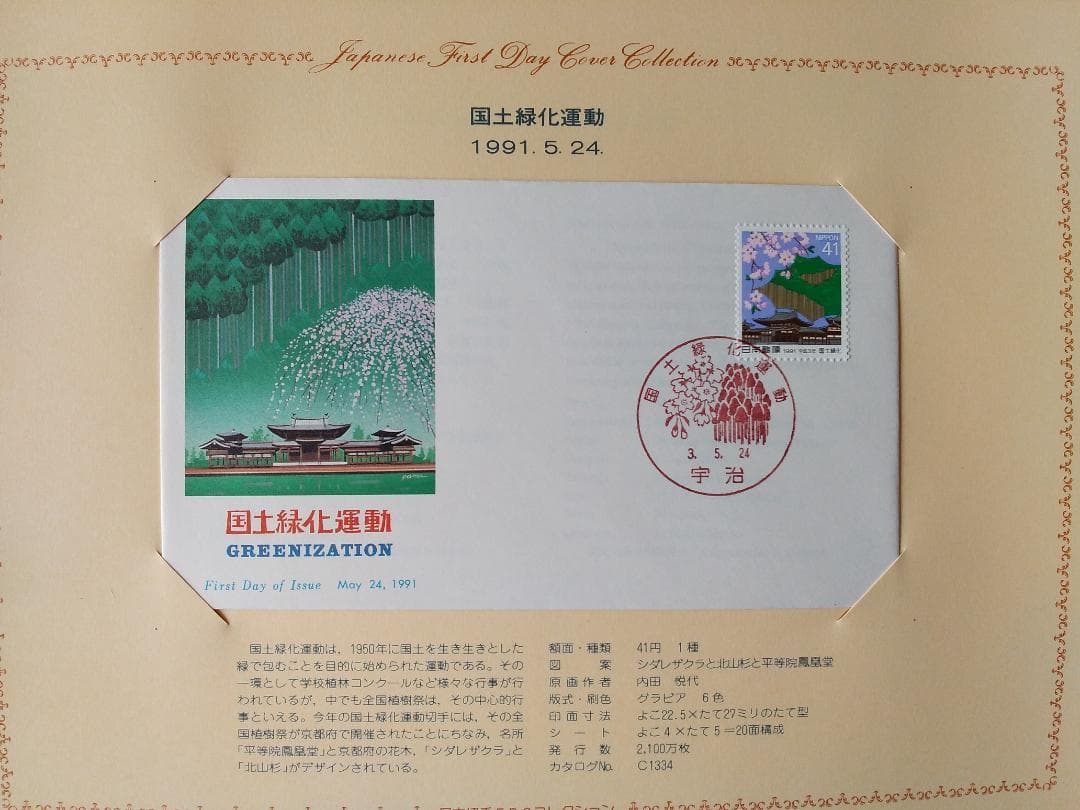 Japanese First Day Cover Collection
国土緑化運動
1991. 5. 24.
NIPPON 41
日本郵便 1991 平成3年 国土緑化
国土緑化運動
3. 5. 24
宇治
国土緑化運動
GREENIZATION
First Day of Issue May 24, 1991
国土緑化運動は、1950年に国土を生き生きとした
緑で包むことを目的に始められた運動である。その
一環として学校植林コンクールなど様々な行事が行
われているが、中でも全国植樹祭は、その中心的行
事といえる。今年の国土緑化運動切手には、その全
国植樹祭が京都府で開催されたことにちなみ、名所
「平等院鳳凰堂」と京都府の花木、「シダレザクラ」と
「北山杉」がデザインされている。
額面・種類 41円 1種
図案 シダレザクラと北山杉と平等院鳳凰堂
原画作者 内田 悦代
版式・刷色 グラビア 6色
印面寸法 よこ22.5×たて27ミリのたて型
シート よこ4×たて5=20面構成
発行数 2,100万枚
カタログNo. C1334